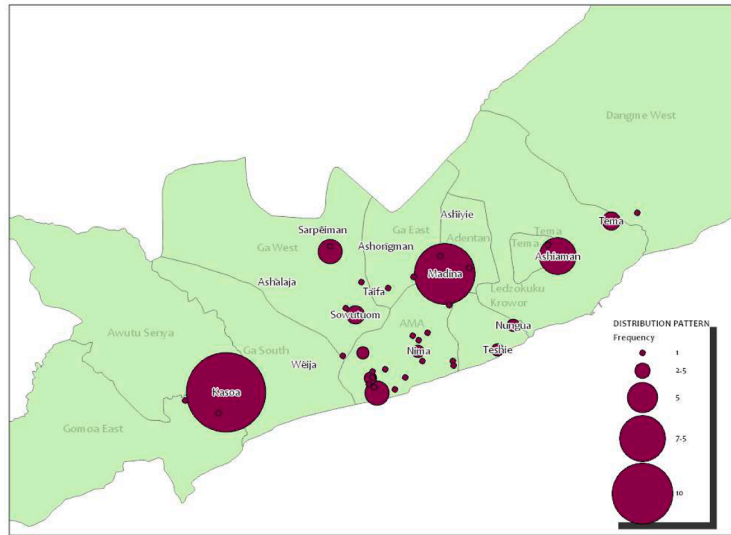 Dangme West
Ashiyie
Tema
Sarpeiman
Ga East
Adentan
Tema
Ga West
Ashongman
Tema
Ashiaman
Madina
Ashalaja
Taifa
Ledzokuku
Krowor
Sowutuom
AMA
Nungua
Awutu Senya
Ga South
Nima
Teshie
Weija
Kasoa
Gomoa East
DISTRIBUTION PATTERN
Frequency
1
2-5
5
7-5
10